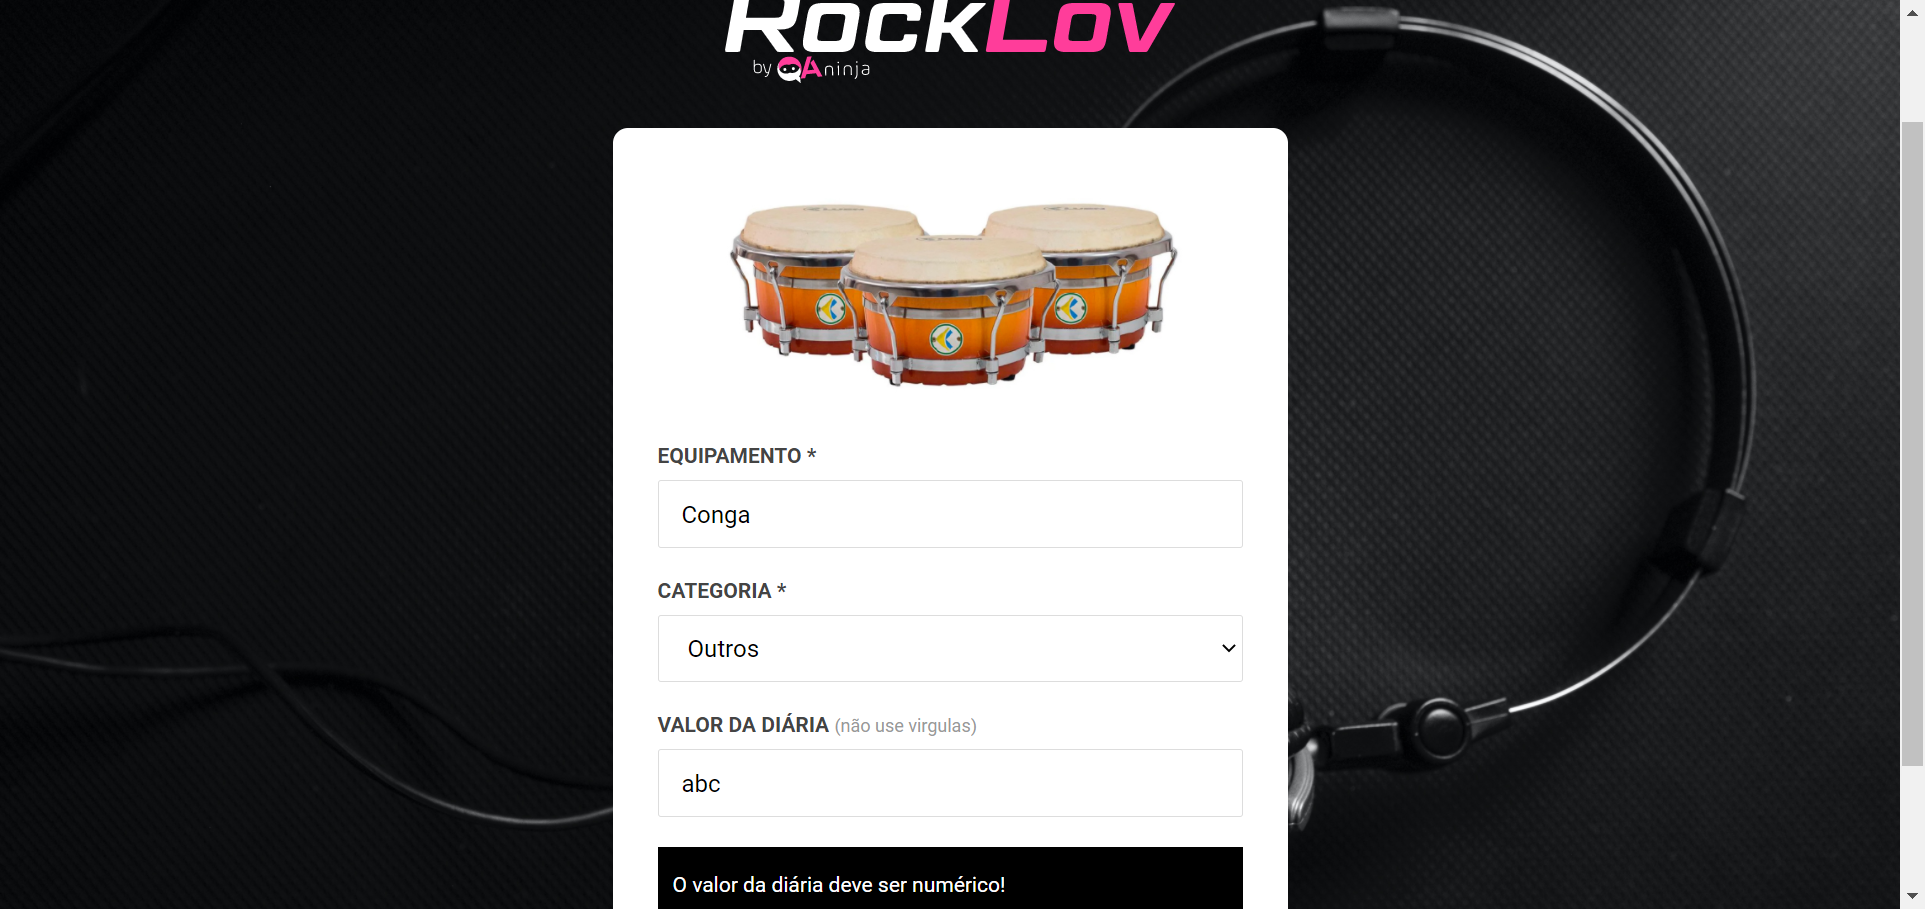 RockLov
by QAninja
EQUIPAMENTO *
Conga
CATEGORIA *
Outros
VALOR DA DIÁRIA (não use virgulas)
abc
O valor da diária deve ser numérico!